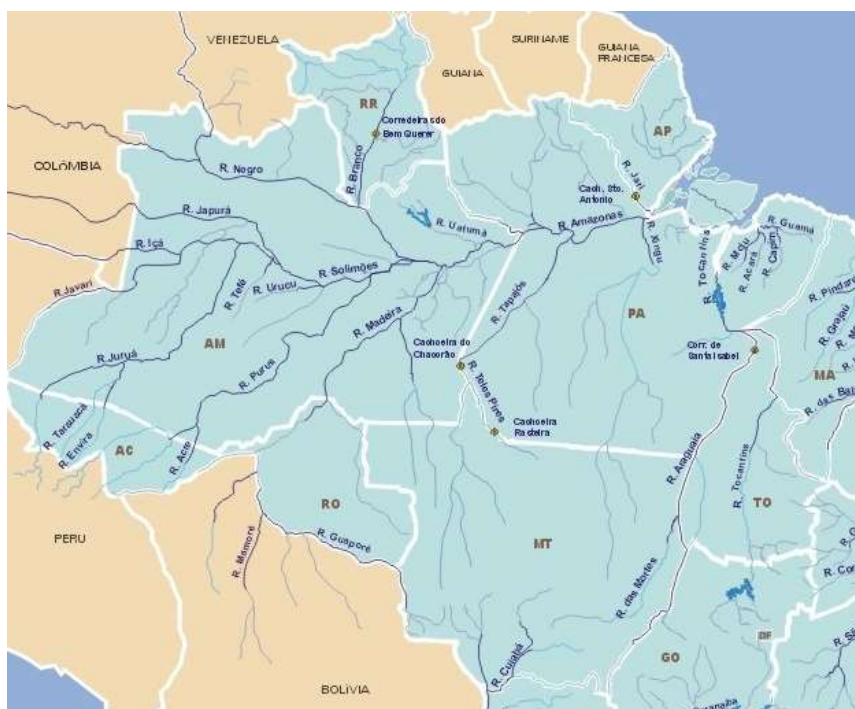 VENEZUELA
SURINAME
GUIANA
FRANCESA
GUIANA
RR
Corredeirasdo
Bem Querer
AP
COLÔMBIA
R. Negro
R. Branco
R. Jari
Cach. Sto.
Antonio
R. Japurá
R. Uatumã
R. Amazonas
R. Xingu
R. Tocantins
R. Moju
R. Acará
R. Capim
R. Guamá
R. Içá
R. Solimões
R. Javari
R. Tefé
R. Urucu
R. Tapajós
R. Madeira
PA
R. Pindaré
R. Grajaú
AM
Cachoeira do
Chacorão
Corr. de
Santa Isabel
R. Juruá
R. Purus
MA
R. Teles Pires
R. das Bal
R. Tarauacá
R. Envira
Cachoeira
Rasteira
AC
R. Acre
R. Araguaia
R. Tocantins
RO
TO
PERU
MT
R. Guaporé
R. Mamoré
R. das Mortes
DF
GO
R. Cuiabá
BOLÍVIA